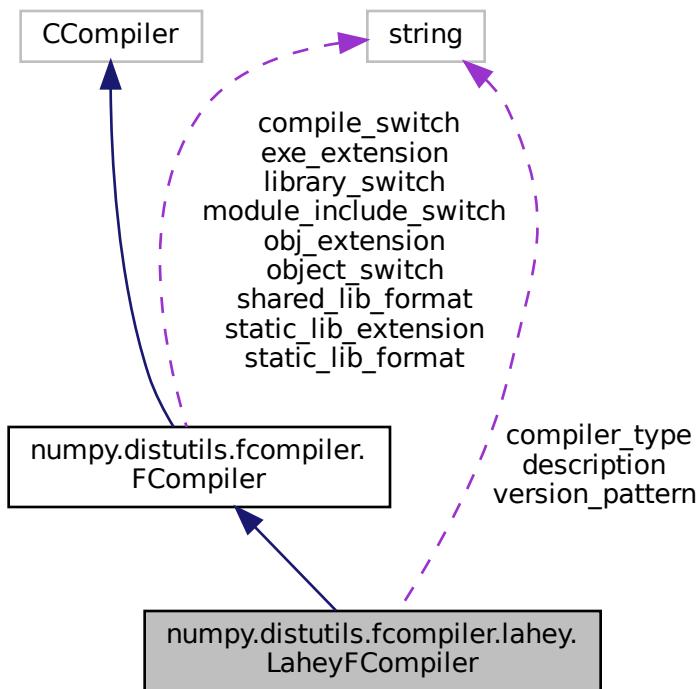 CCompiler
string
compile_switch
exe_extension
library_switch
module_include_switch
obj_extension
object_switch
shared_lib_format
static_lib_extension
static_lib_format
numpy.distutils.fcompiler.
FCompiler
compiler_type
description
version_pattern
numpy.distutils.fcompiler.lahey.
LaheyFCompiler